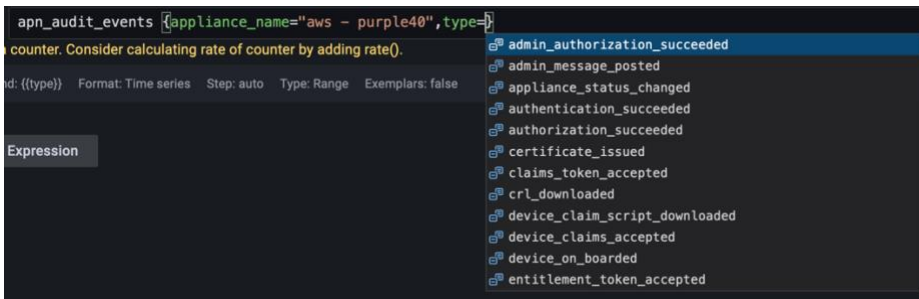 apn_audit_events {appliance_name="aws – purple40",type=}
counter. Consider calculating rate of counter by adding rate().
{{type}} Format: Time series Step: auto Type: Range Exemplars: false
Expression
admin_authorization_succeeded
admin_message_posted
appliance_status_changed
authentication_succeeded
authorization_succeeded
certificate_issued
claims_token_accepted
crl_downloaded
device_claim_script_downloaded
device_claims_accepted
device_on_boarded
entitlement_token_accepted